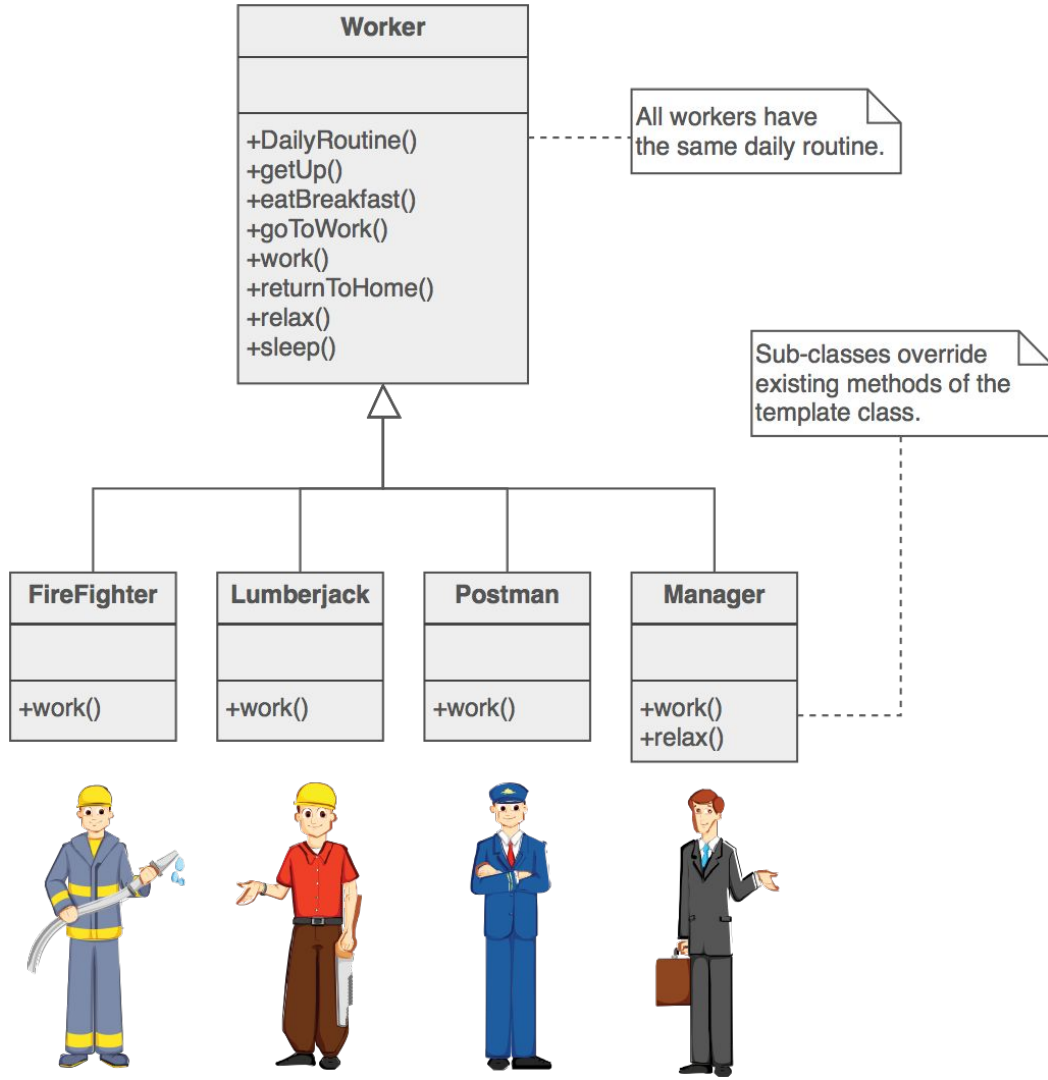 Worker
+DailyRoutine()
+getUp()
+eatBreakfast()
+goToWork()
+work()
+returnToHome()
+relax()
+sleep()
All workers have
the same daily routine.
Sub-classes override
existing methods of the
template class.
FireFighter
+work()
Lumberjack
+work()
Postman
+work()
Manager
+work()
+relax()